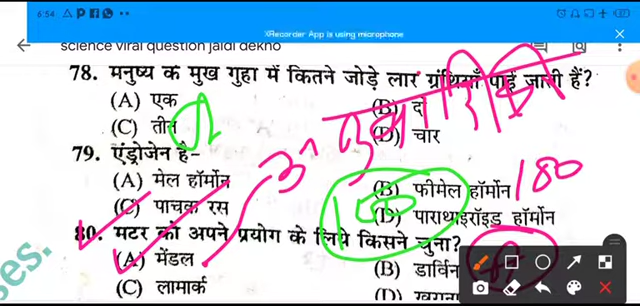 6:54
XRecorder App is using microphone
science viral question jaldi dekho
78. मनुष्य के मुख गुहा में कितने जोड़े लार ग्रंथियाँ पाई जाती हैं?
(A) एक (B) दो
(C) तीन (D) चार
79. एंड्रोजेन है-
(A) मेल हॉर्मोन (B) फीमेल हॉर्मोन 180
(C) पाचक रस (D) पाराथाइरॉइड हॉर्मोन
80. मटर को अपने प्रयोग के लिये किसने चुना?
(A) मेंडल (B) डार्विन
(C) लामार्क (D)
ses.